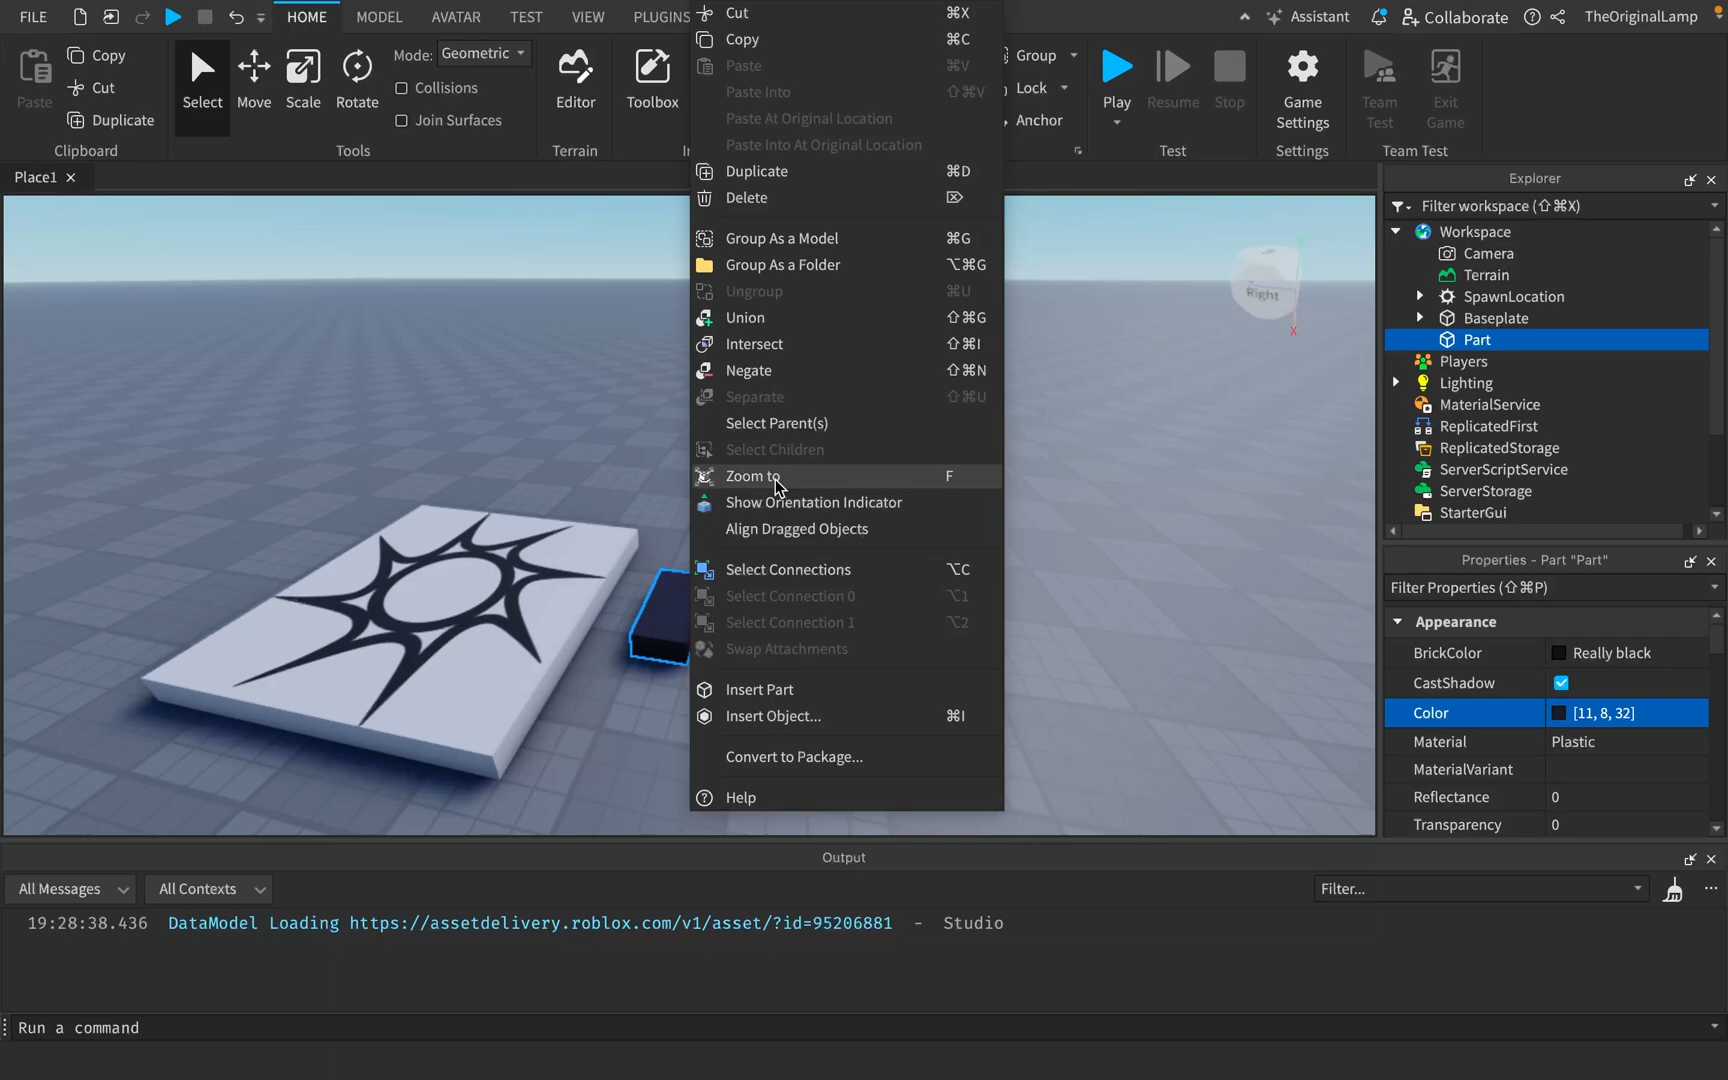 FILE HOME MODEL AVATAR TEST VIEW PLUGINS Assistant Collaborate TheOriginalLamp
Paste
Copy
Cut
Duplicate
Clipboard
Select Move Scale Rotate
Mode: Geometric
Collisions
Join Surfaces
Tools
Editor
Terrain
Toolbox
Group
Lock
Anchor
Play Resume Stop
Test
Game
Settings
Settings
Team
Test
Exit
Game
Team Test
Place1
Cut ⌘X
Copy ⌘C
Paste ⌘V
Paste Into ⇧⌘V
Paste At Original Location
Paste Into At Original Location
Duplicate ⌘D
Delete ⌦
Group As a Model ⌘G
Group As a Folder ⌥⌘G
Ungroup ⌘U
Union ⇧⌘G
Intersect ⇧⌘I
Negate ⇧⌘N
Separate ⇧⌘U
Select Parent(s)
Select Children
Zoom to F
Show Orientation Indicator
Align Dragged Objects
Select Connections ⌥C
Select Connection 0 ⌥1
Select Connection 1 ⌥2
Swap Attachments
Insert Part
Insert Object... ⌘I
Convert to Package...
Help
Right
X
Explorer
Filter workspace (⇧⌘X)
Workspace
Camera
Terrain
SpawnLocation
Baseplate
Part
Players
Lighting
MaterialService
ReplicatedFirst
ReplicatedStorage
ServerScriptService
ServerStorage
StarterGui
Properties - Part "Part"
Filter Properties (⇧⌘P)
Appearance
BrickColor Really black
CastShadow
Color [11, 8, 32]
Material Plastic
MaterialVariant
Reflectance 0
Transparency 0
Output
All Messages All Contexts Filter...
19:28:38.436 DataModel Loading https://assetdelivery.roblox.com/v1/asset/?id=95206881 - Studio
Run a command